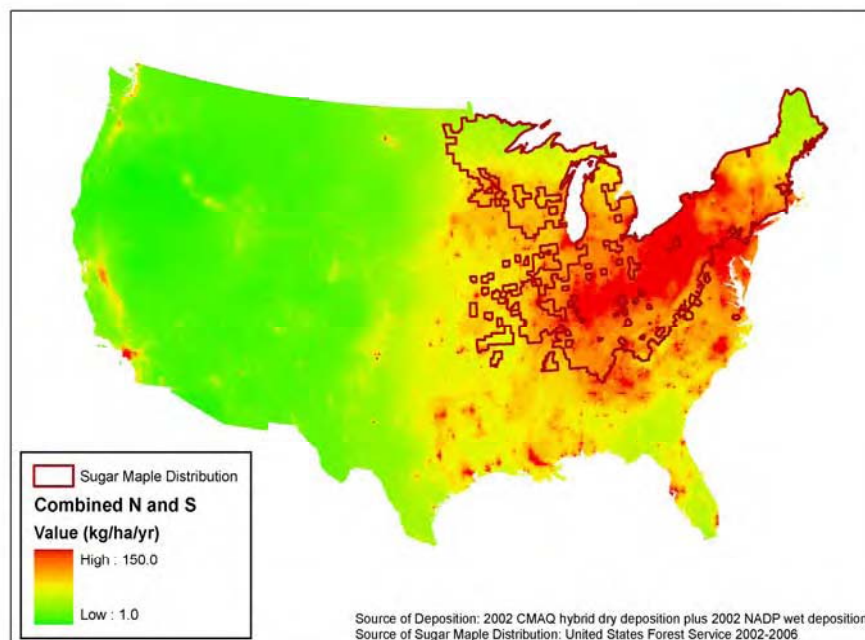 Sugar Maple Distribution
Combined N and S
Value (kg/ha/yr)
High : 150.0
Low : 1.0
Source of Deposition: 2002 CMAQ hybrid dry deposition plus 2002 NADP wet deposition
Source of Sugar Maple Distribution: United States Forest Service 2002-2006